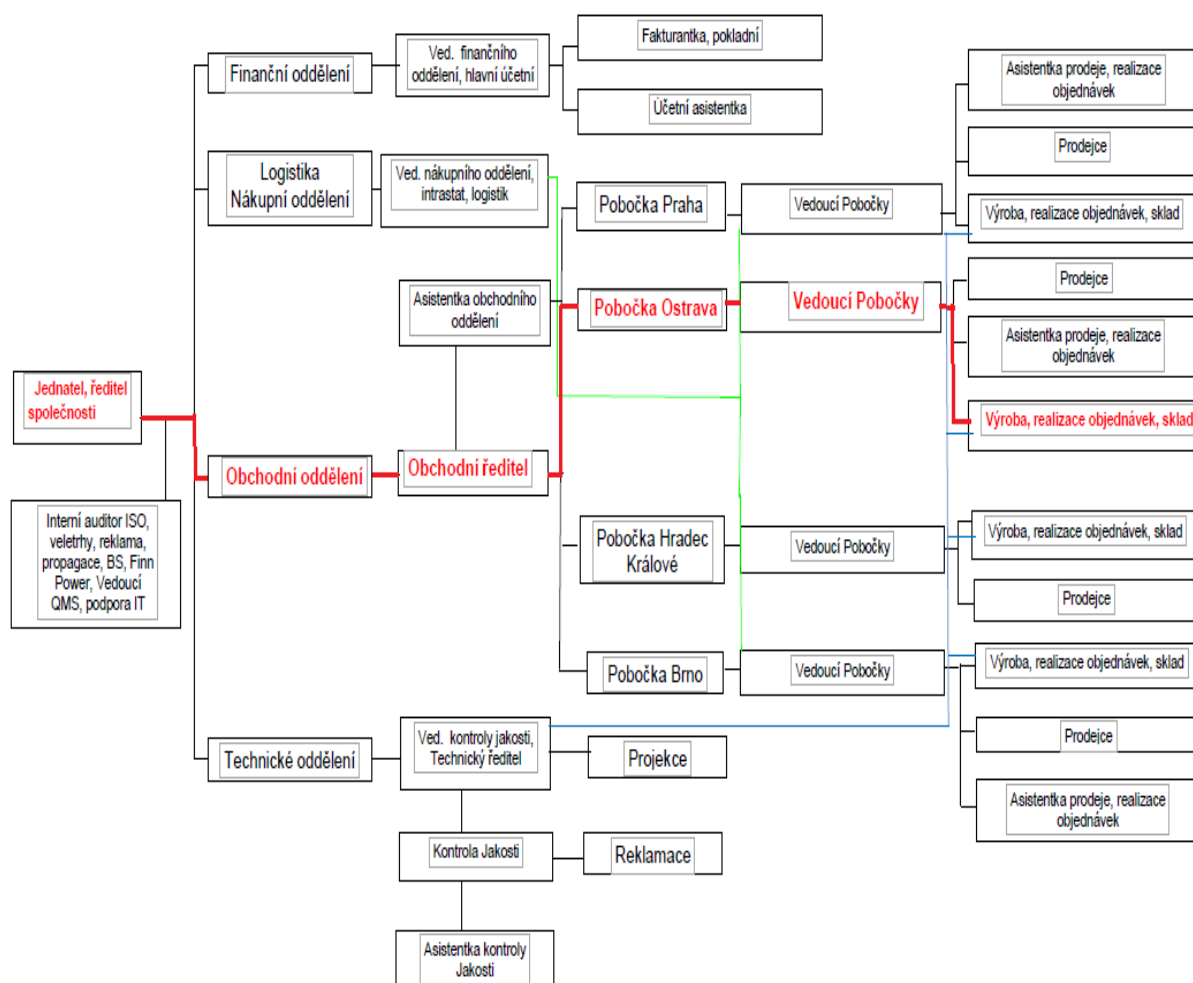 Finanční oddělení
Ved. finančního
oddělení, hlavní účetní
Fakturantka, pokladní
Účetní asistentka
Logistika
Nákupní oddělení
Ved. nákupního oddělení,
intrastat, logistik
Asistentka obchodního
oddělení
Jednatel, ředitel
společnosti
Interní auditor ISO,
veletrhy, reklama,
propagace, BS, Finn
Power, Vedoucí
QMS, podpora IT
Obchodní oddělení
Obchodní ředitel
Pobočka Praha
Vedoucí Pobočky
Asistentka prodeje, realizace
objednávek
Prodejce
Výroba, realizace objednávek, sklad
Pobočka Ostrava
Vedoucí Pobočky
Prodejce
Asistentka prodeje, realizace
objednávek
Výroba, realizace objednávek, sklad
Pobočka Hradec
Králové
Vedoucí Pobočky
Výroba, realizace objednávek, sklad
Prodejce
Pobočka Brno
Vedoucí Pobočky
Výroba, realizace objednávek, sklad
Prodejce
Asistentka prodeje, realizace
objednávek
Technické oddělení
Ved. kontroly jakosti,
Technický ředitel
Projekce
Kontrola Jakosti
Reklamace
Asistentka kontroly
Jakosti